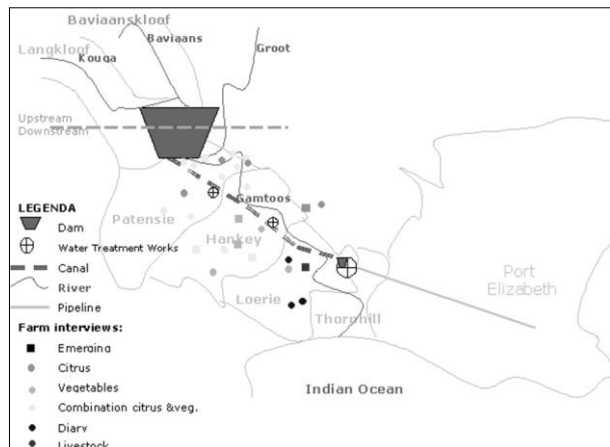 Baviaanskloof
Baviaans
Langkloof
Kouga
Groot
Upstream
Downstream
Gamtoos
Patensie
Hankey
Loerie
Thornhill
Port
Elizabeth
Indian Ocean
LEGENDA
Dam
Water Treatment Works
Canal
River
Pipeline
Farm interviews:
Emerging
Citrus
Vegetables
Combination citrus &veg.
Diary
Livestock